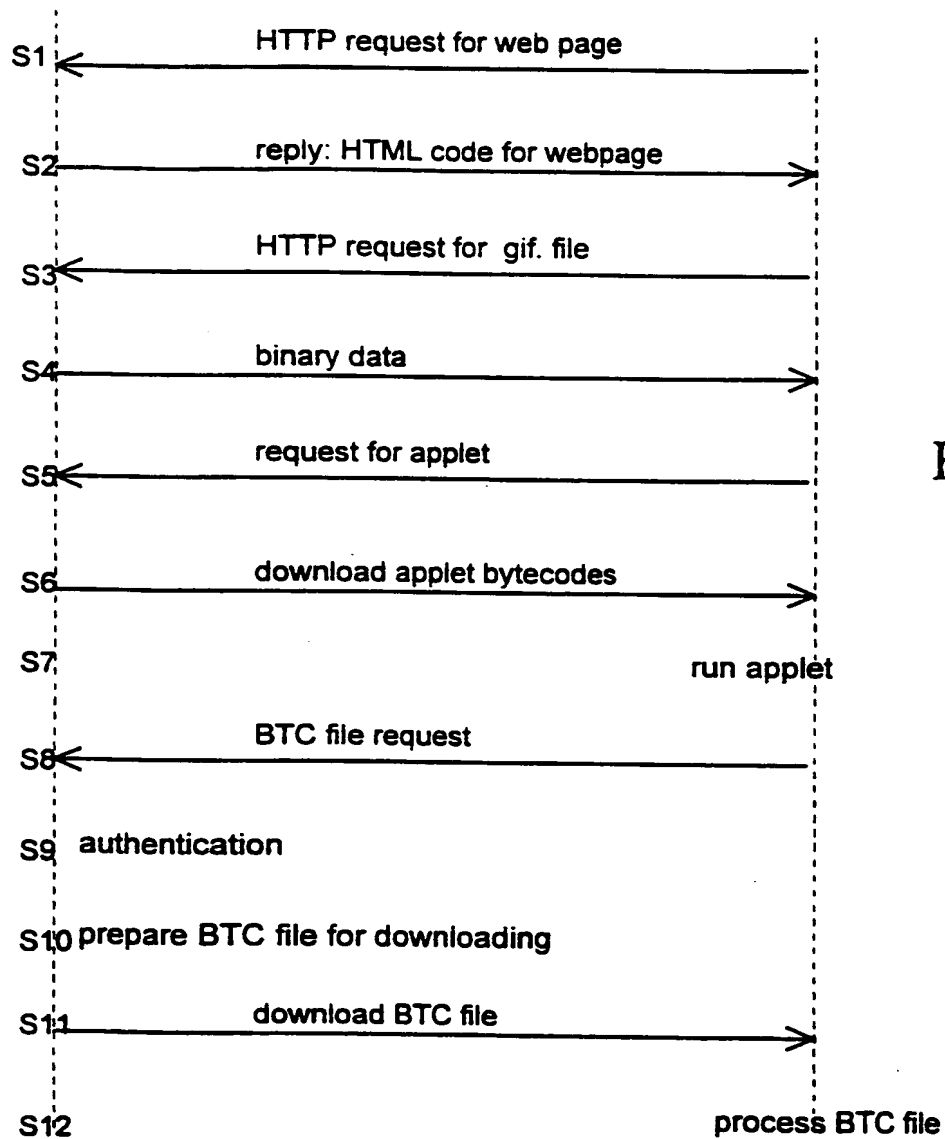 S1 HTTP request for web page
S2 reply: HTML code for webpage
S3 HTTP request for gif. file
S4 binary data
S5 request for applet
S6 download applet bytecodes
S7 run applet
S8 BTC file request
S9 authentication
S10 prepare BTC file for downloading
S11 download BTC file
S12 process BTC file